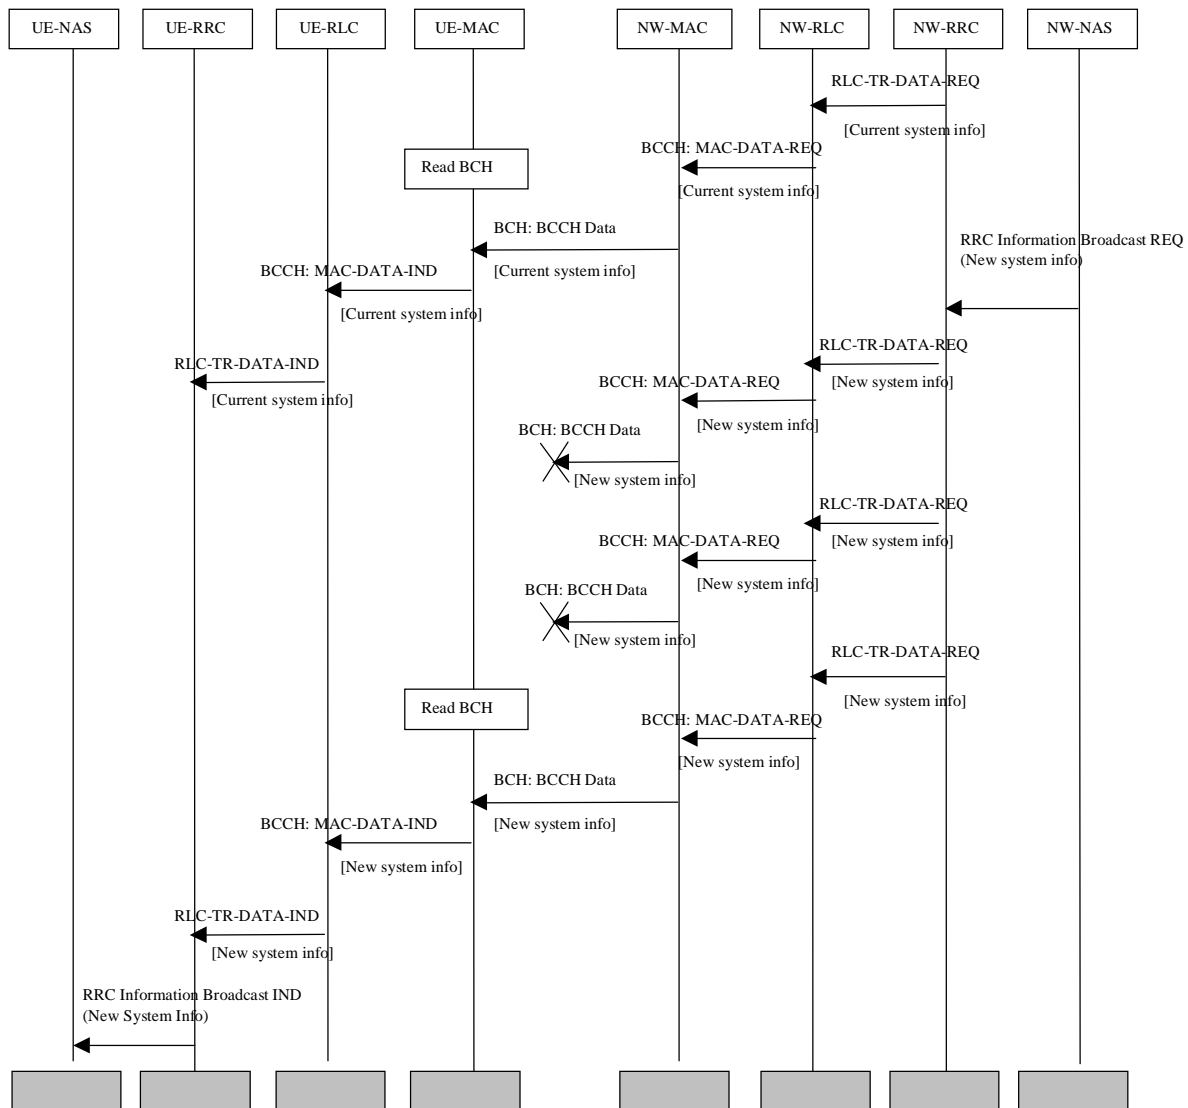 UE-NAS
UE-RRC
UE-RLC
UE-MAC
NW-MAC
NW-RLC
NW-RRC
NW-NAS
RLC-TR-DATA-REQ
[Current system info]
BCCH: MAC-DATA-REQ
Read BCH
[Current system info]
BCH: BCCH Data
RRC Information Broadcast REQ
(New system info)
[Current system info]
BCCH: MAC-DATA-IND
[Current system info]
RLC-TR-DATA-REQ
RLC-TR-DATA-IND
[New system info]
BCCH: MAC-DATA-REQ
[Current system info]
[New system info]
BCH: BCCH Data
[New system info]
RLC-TR-DATA-REQ
[New system info]
BCCH: MAC-DATA-REQ
[New system info]
BCH: BCCH Data
[New system info]
RLC-TR-DATA-REQ
[New system info]
Read BCH
BCCH: MAC-DATA-REQ
[New system info]
BCH: BCCH Data
[New system info]
BCCH: MAC-DATA-IND
[New system info]
RLC-TR-DATA-IND
[New system info]
RRC Information Broadcast IND
(New System Info)